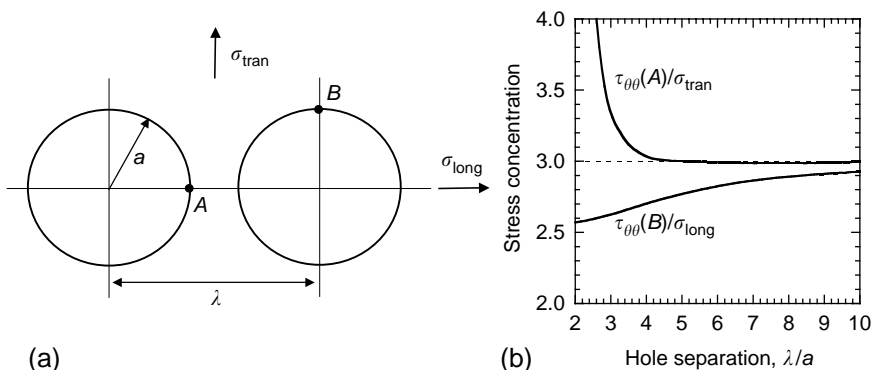 σtran
B
a
σlong
A
λ
(a)
Stress concentration
4.0
3.5
3.0
2.5
2.0
τθθ(A)/σtran
τθθ(B)/σlong
2 3 4 5 6 7 8 9 10
Hole separation, λ/a
(b)